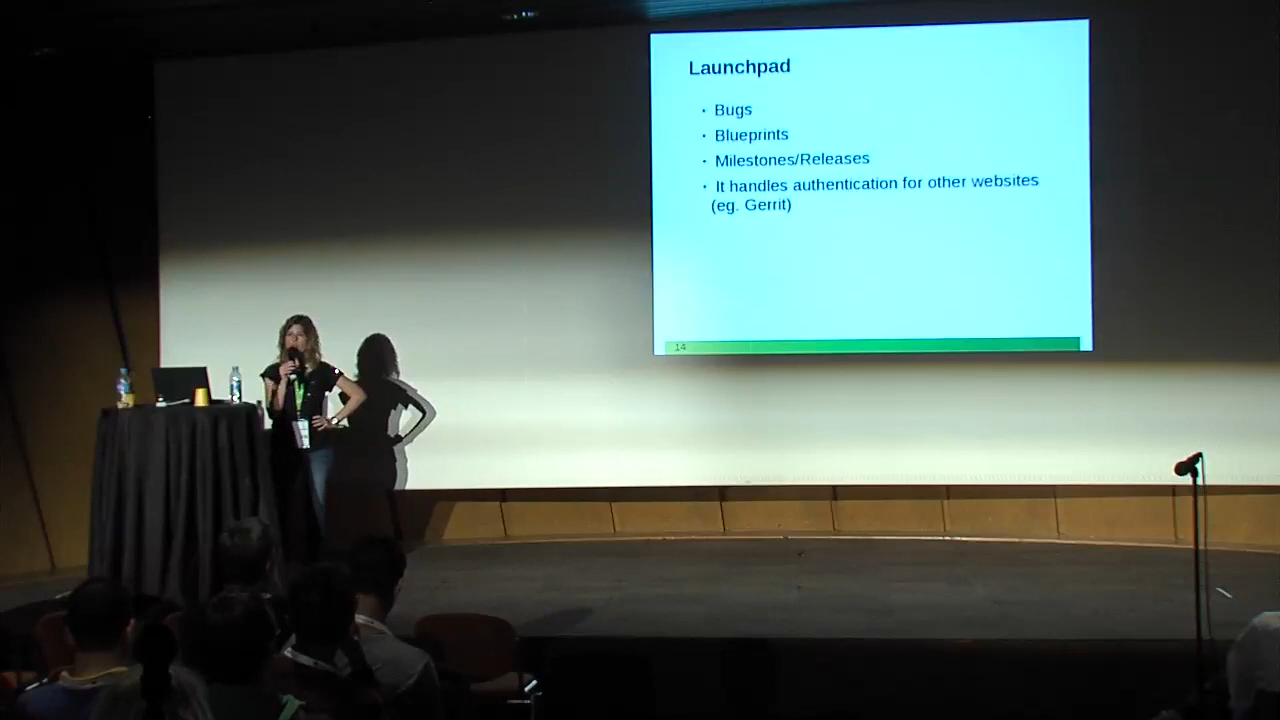 Launchpad
· Bugs
· Blueprints
· Milestones/Releases
· It handles authentication for other websites
(eg. Gerrit)
14